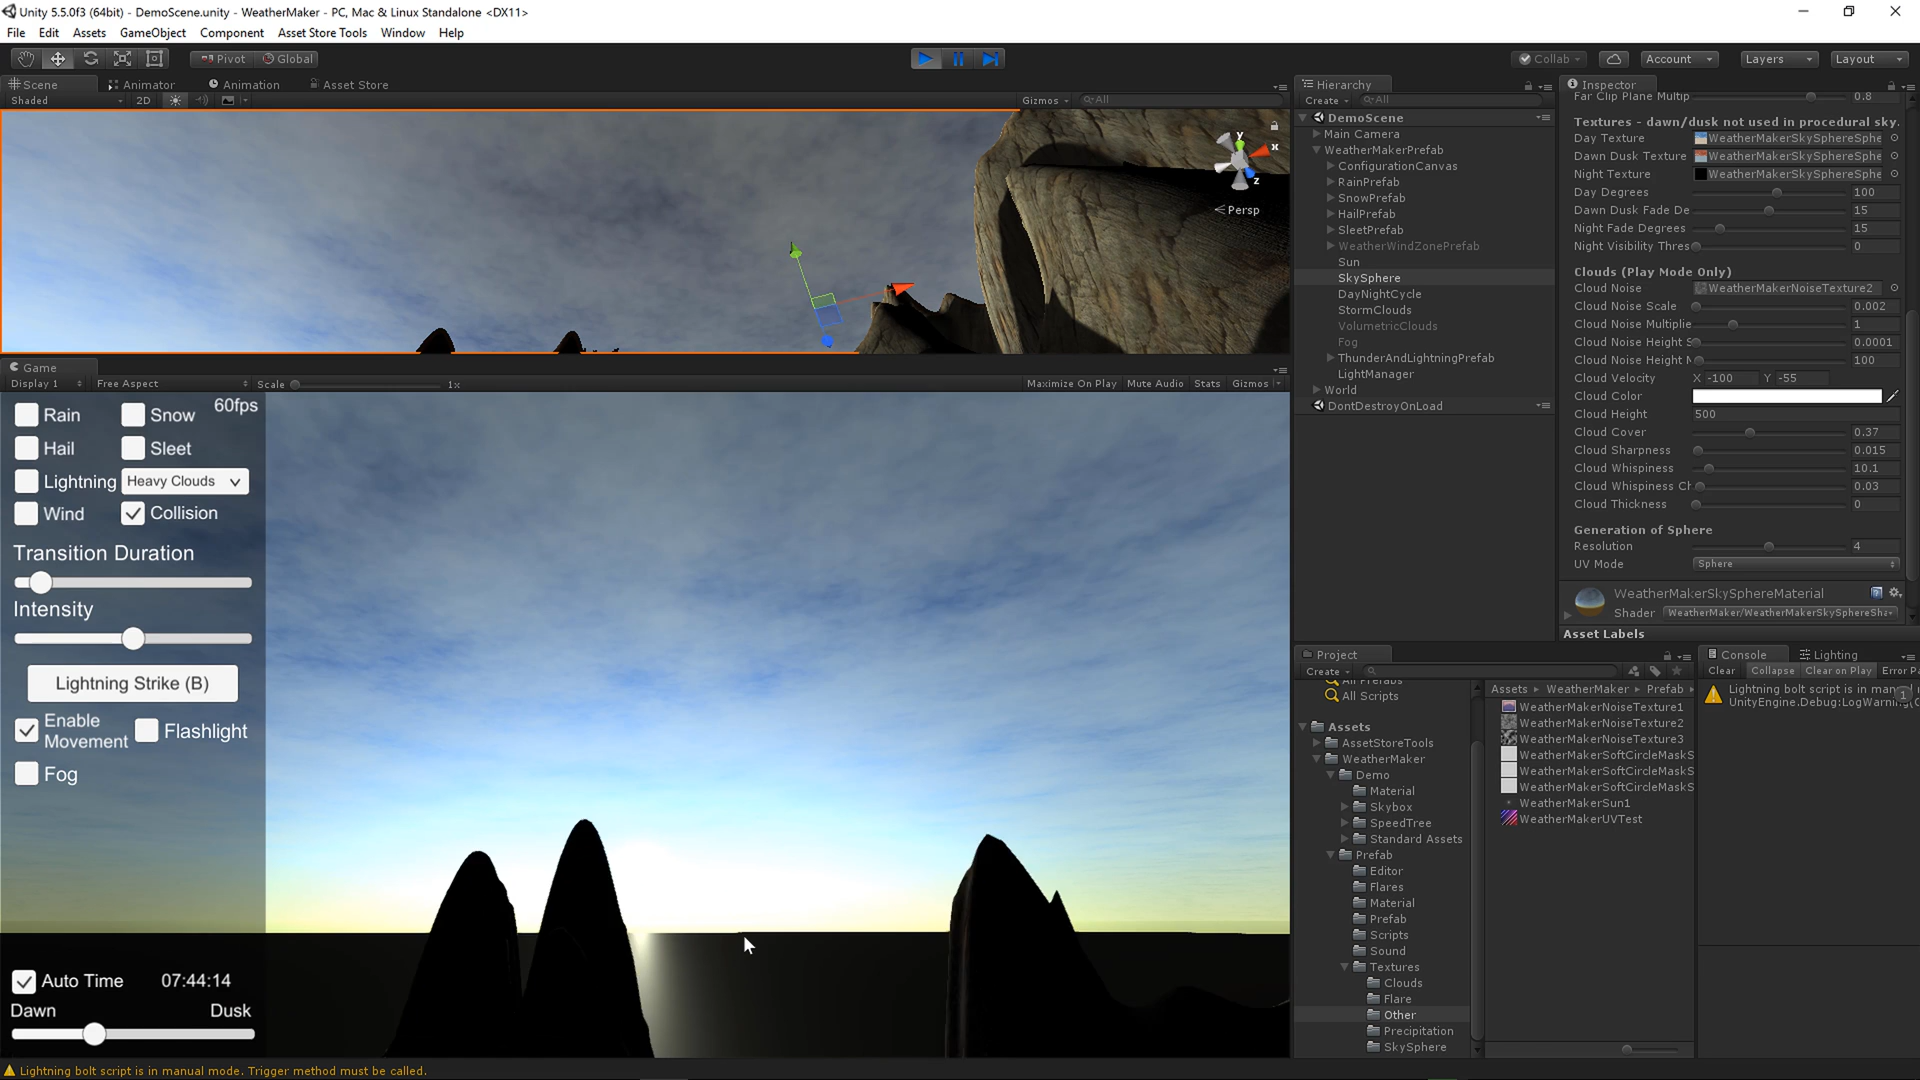 Unity 5.5.0f3 (64bit) - DemoScene.unity - WeatherMaker - PC, Mac & Linux Standalone <DX11>
File Edit Assets GameObject Component Asset Store Tools Window Help
Pivot Global
Collab Account Layers Layout
Scene Animator Animation Asset Store
Shaded 2D Gizmos All
y
x
z
Persp
Game
Display 1 Free Aspect Scale 1x Maximize On Play Mute Audio Stats Gizmos
60fps
Rain Snow
Hail Sleet
Lightning Heavy Clouds
Wind Collision
Transition Duration
Intensity
Lightning Strike (B)
Enable
Movement
Flashlight
Fog
Auto Time 07:44:14
Dawn Dusk
Lightning bolt script is in manual mode. Trigger method must be called.
Hierarchy
Create All
DemoScene
Main Camera
WeatherMakerPrefab
ConfigurationCanvas
RainPrefab
SnowPrefab
HailPrefab
SleetPrefab
WeatherWindZonePrefab
Sun
SkySphere
DayNightCycle
StormClouds
VolumetricClouds
Fog
ThunderAndLightningPrefab
LightManager
World
DontDestroyOnLoad
Inspector
Far Clip Plane Multip 0.8
Textures - dawn/dusk not used in procedural sky.
Day Texture WeatherMakerSkySphereSphe
Dawn Dusk Texture WeatherMakerSkySphereSphe
Night Texture WeatherMakerSkySphereSphe
Day Degrees 100
Dawn Dusk Fade De 15
Night Fade Degrees 15
Night Visibility Thres 0
Clouds (Play Mode Only)
Cloud Noise WeatherMakerNoiseTexture2
Cloud Noise Scale 0.002
Cloud Noise Multiplie 1
Cloud Noise Height S 0.0001
Cloud Noise Height M 100
Cloud Velocity X -100 Y -55
Cloud Color
Cloud Height 500
Cloud Cover 0.37
Cloud Sharpness 0.015
Cloud Whispiness 10.1
Cloud Whispiness Ch 0.03
Cloud Thickness 0
Generation of Sphere
Resolution 4
UV Mode Sphere
WeatherMakerSkySphereMaterial
Shader WeatherMaker/WeatherMakerSkySphereSha
Asset Labels
Project
Create
All Prefabs
All Scripts
Assets
AssetStoreTools
WeatherMaker
Demo
Material
Skybox
SpeedTree
Standard Assets
Prefab
Editor
Flares
Material
Prefab
Scripts
Sound
Textures
Clouds
Flare
Other
Precipitation
SkySphere
Assets WeatherMaker Prefab
WeatherMakerNoiseTexture1
WeatherMakerNoiseTexture2
WeatherMakerNoiseTexture3
WeatherMakerSoftCircleMaskS
WeatherMakerSoftCircleMaskS
WeatherMakerSoftCircleMaskS
WeatherMakerSun1
WeatherMakerUVTest
Console Lighting
Clear Collapse Clear on Play Error P
Lightning bolt script is in man 1
UnityEngine.Debug:LogWarning(